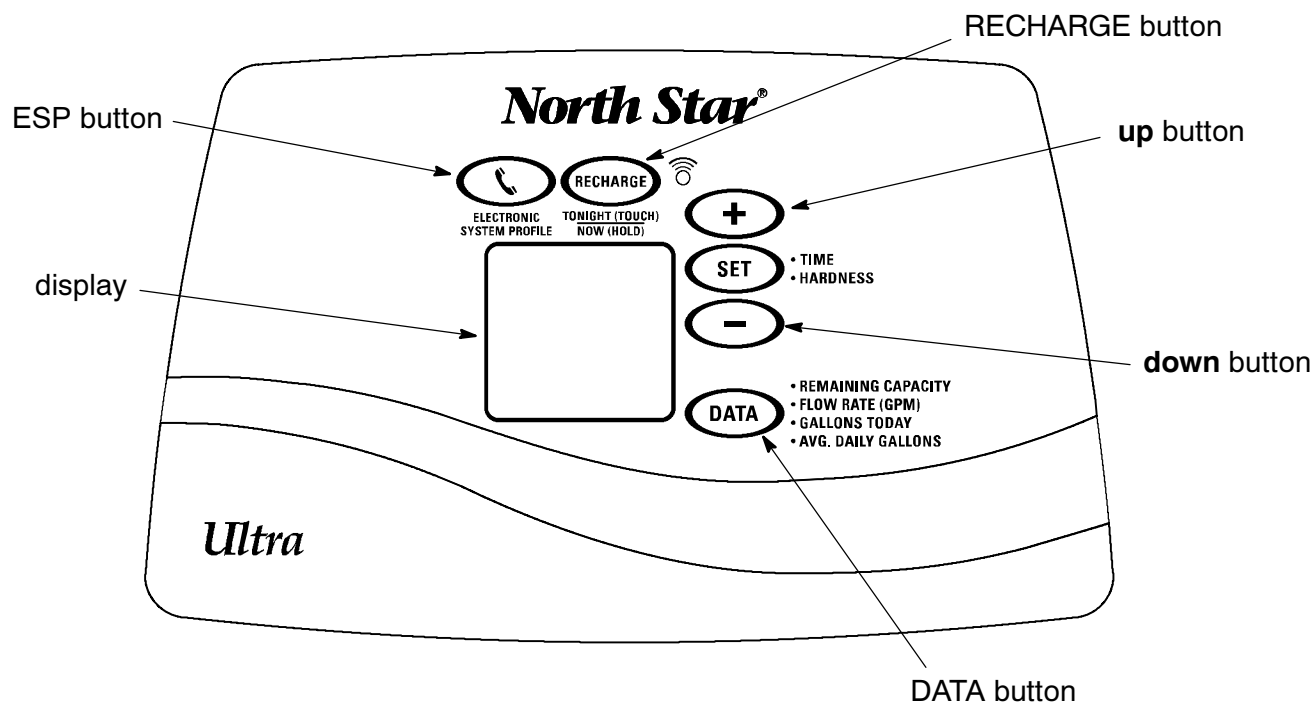 RECHARGE button
North Star®
ESP button
up button
RECHARGE
+
ELECTRONIC
SYSTEM PROFILE
TONIGHT (TOUCH)
NOW (HOLD)
SET
• TIME
• HARDNESS
display
−
down button
DATA
• REMAINING CAPACITY
• FLOW RATE (GPM)
• GALLONS TODAY
• AVG. DAILY GALLONS
Ultra
DATA button